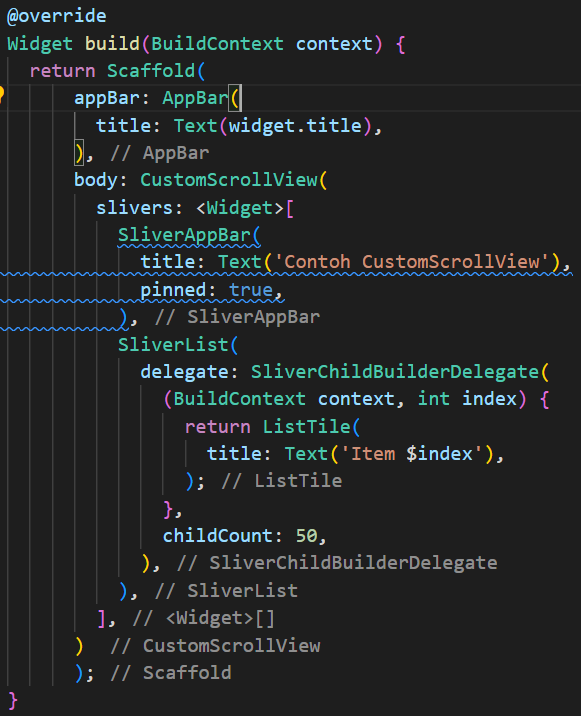 @override
Widget build(BuildContext context) {
  return Scaffold(
      appBar: AppBar(
        title: Text(widget.title),
      ), // AppBar
      body: CustomScrollView(
        slivers: <Widget>[
          SliverAppBar(
            title: Text('Contoh CustomScrollView'),
            pinned: true,
          ), // SliverAppBar
          SliverList(
            delegate: SliverChildBuilderDelegate(
              (BuildContext context, int index) {
                return ListTile(
                  title: Text('Item $index'),
                ); // ListTile
              },
              childCount: 50,
            ), // SliverChildBuilderDelegate
          ), // SliverList
        ], // <Widget>[]
      )  // CustomScrollView
      ); // Scaffold
}